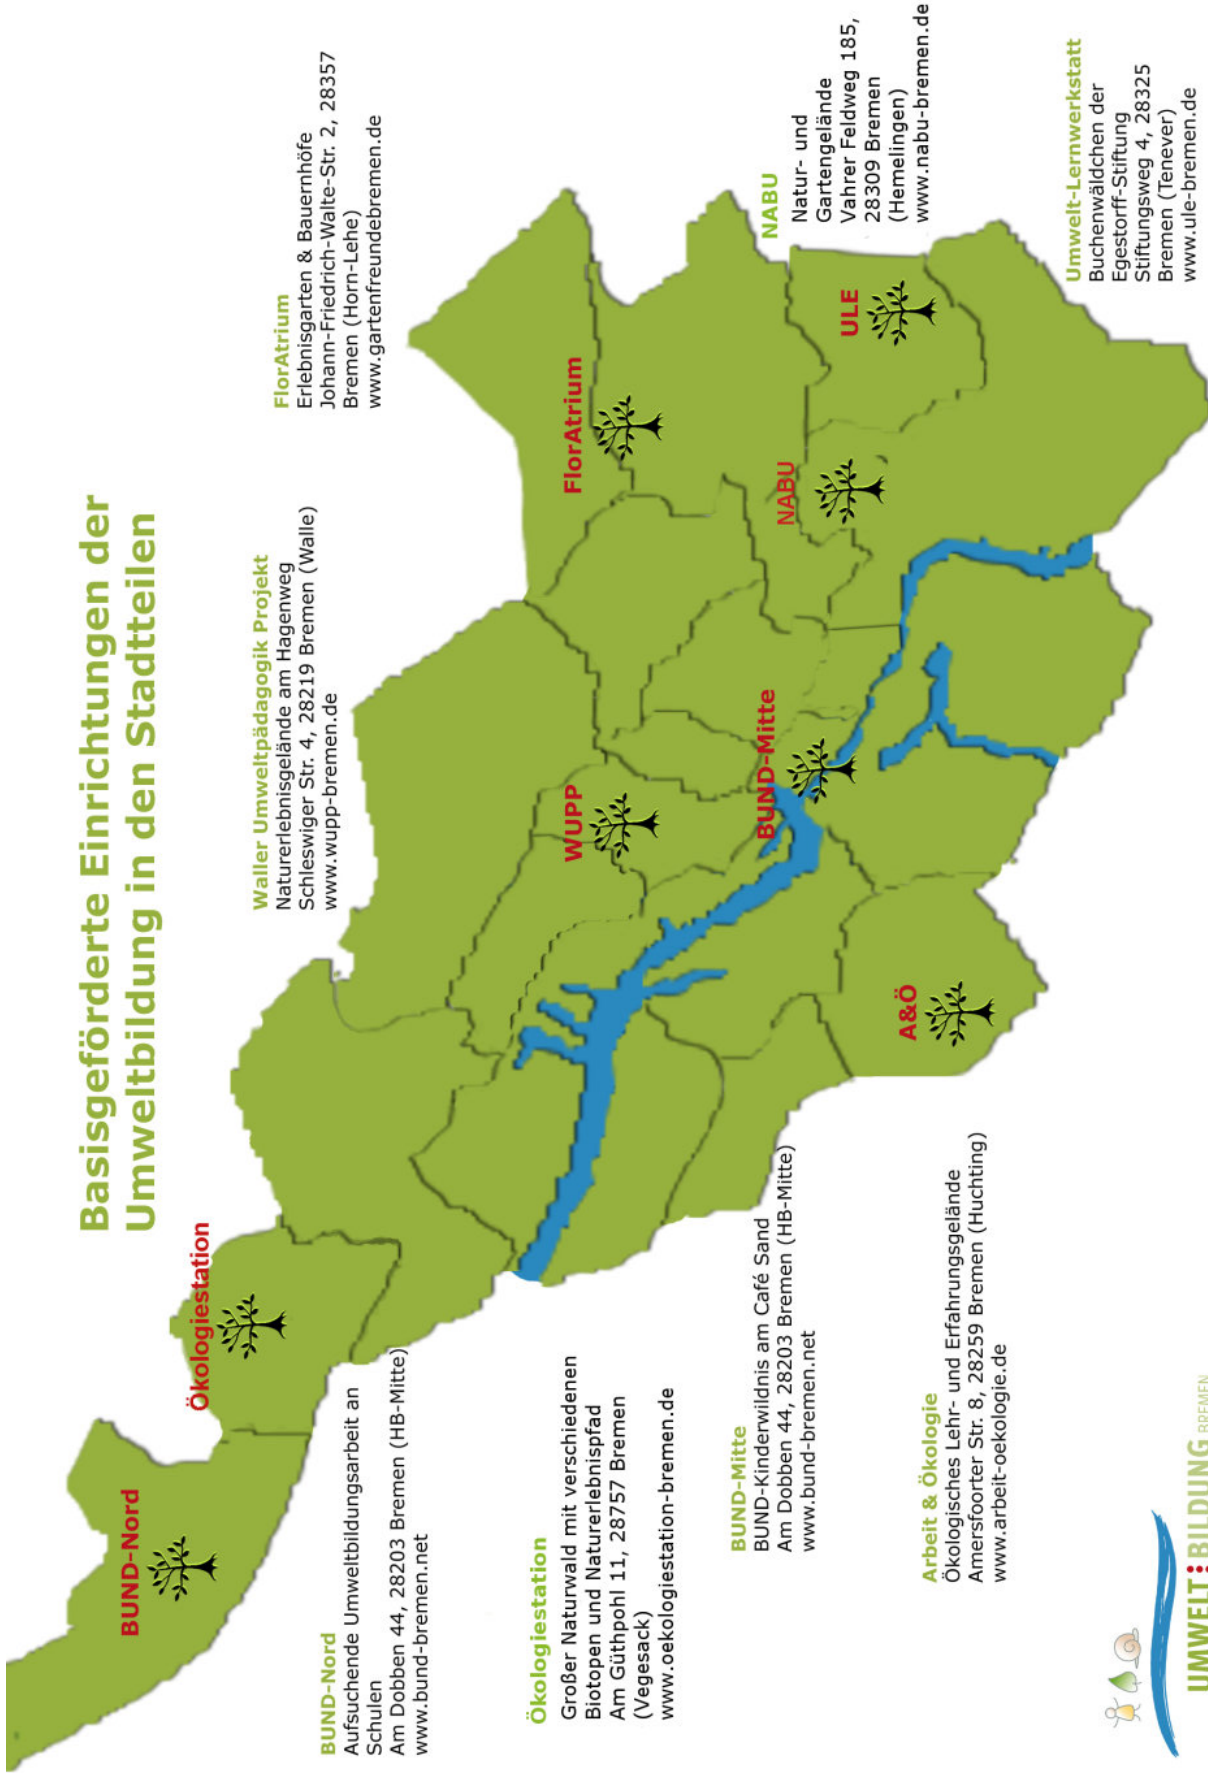 Basisgeförderte Einrichtungen der
Umweltbildung in den Stadtteilen
Waller Umweltpädagogik Projekt
Naturerlebnisgelände am Hagenweg
Schleswiger Str. 4, 28219 Bremen (Walle)
www.wupp-bremen.de
FlorAtrium
Erlebnisgarten & Bauernhöfe
Johann-Friedrich-Walte-Str. 2, 28357
Bremen (Horn-Lehe)
www.gartenfreundebremen.de
BUND-Nord
Ökologiestation
WUPP
FlorAtrium
BUND-Mitte
NABU
ULE
A&Ö
NABU
Natur- und
Gartengelände
Vahrer Feldweg 185,
28309 Bremen
(Hemelingen)
www.nabu-bremen.de
BUND-Nord
Aufsuchende Umweltbildungsarbeit an
Schulen
Am Dobben 44, 28203 Bremen (HB-Mitte)
www.bund-bremen.net
Ökologiestation
Großer Naturwald mit verschiedenen
Biotopen und Naturerlebnispfad
Am Güthpohl 11, 28757 Bremen
(Vegesack)
www.oekologiestation-bremen.de
BUND-Mitte
BUND-Kinderwildnis am Café Sand
Am Dobben 44, 28203 Bremen (HB-Mitte)
www.bund-bremen.net
Arbeit & Ökologie
Ökologisches Lehr- und Erfahrungsgelände
Amersfoorter Str. 8, 28259 Bremen (Huchting)
www.arbeit-oekologie.de
Umwelt-Lernwerkstatt
Buchenwäldchen der
Egestorff-Stiftung
Stiftungsweg 4, 28325
Bremen (Tenever)
www.ule-bremen.de
UMWELT:BILDUNG BREMEN